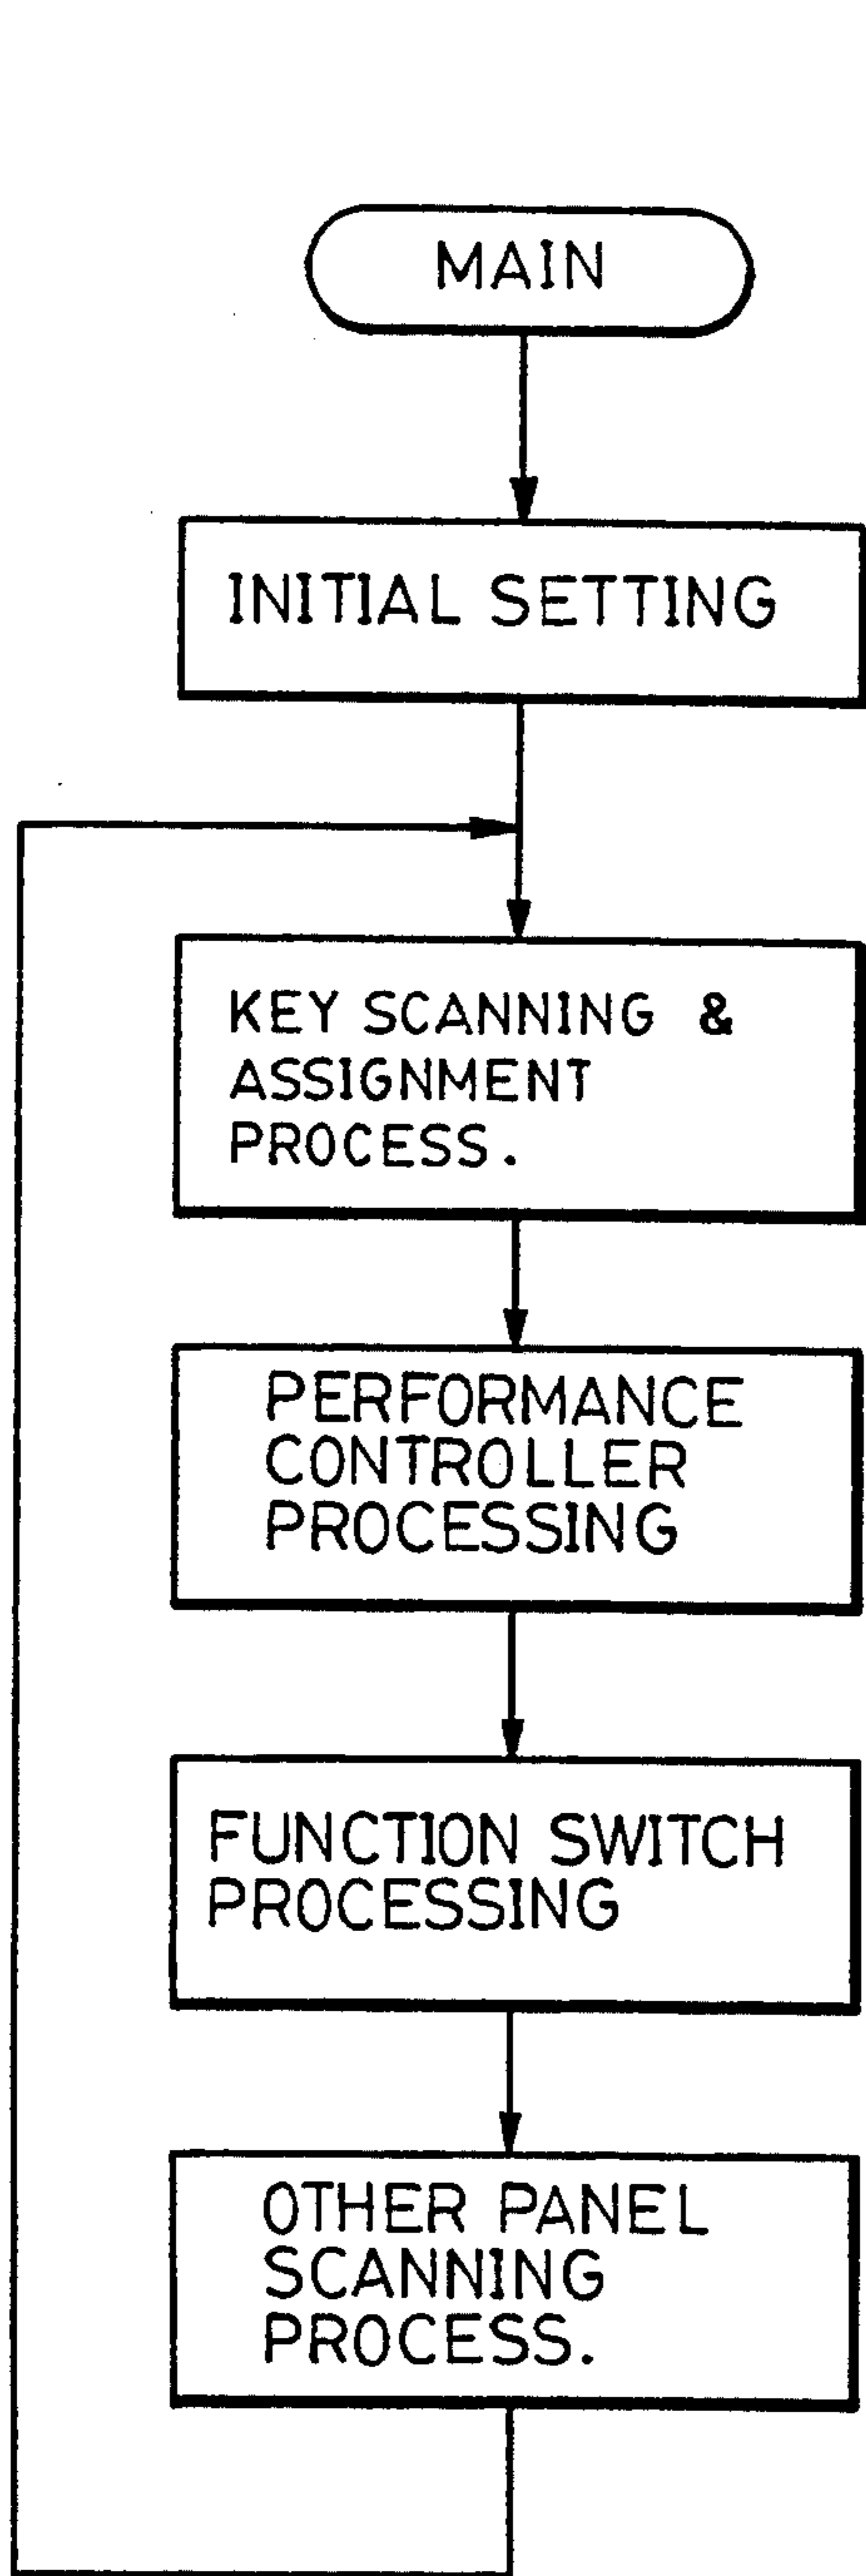 MAIN
INITIAL SETTING
KEY SCANNING &
ASSIGNMENT
PROCESS.
PERFORMANCE
CONTROLLER
PROCESSING
FUNCTION SWITCH
PROCESSING
OTHER PANEL
SCANNING
PROCESS.